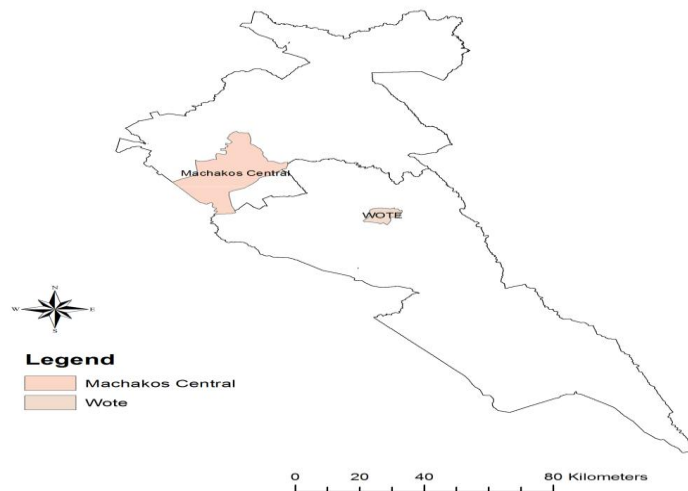 Machakos Central
WOTE
N
W E
S
Legend
Machakos Central
Wote
0 20 40 80 Kilometers